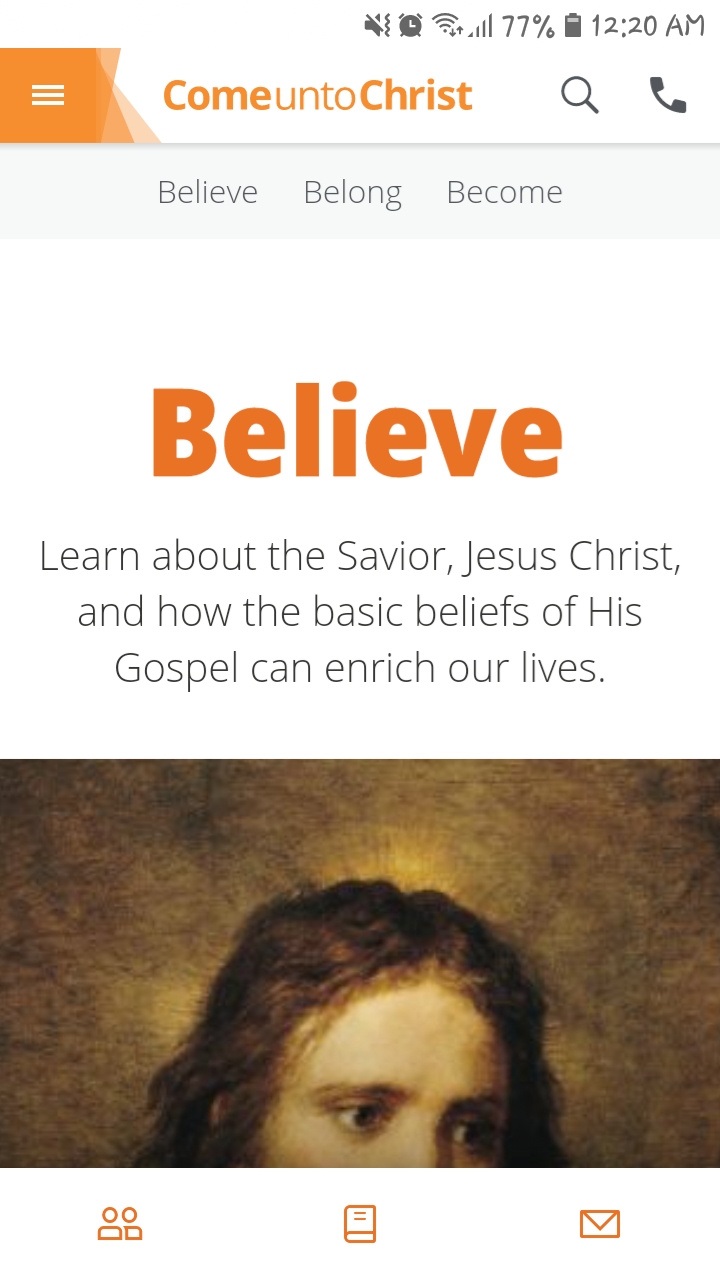 77% 12:20 AM
ComeuntoChrist
Believe Belong Become
Believe
Learn about the Savior, Jesus Christ,
and how the basic beliefs of His
Gospel can enrich our lives.